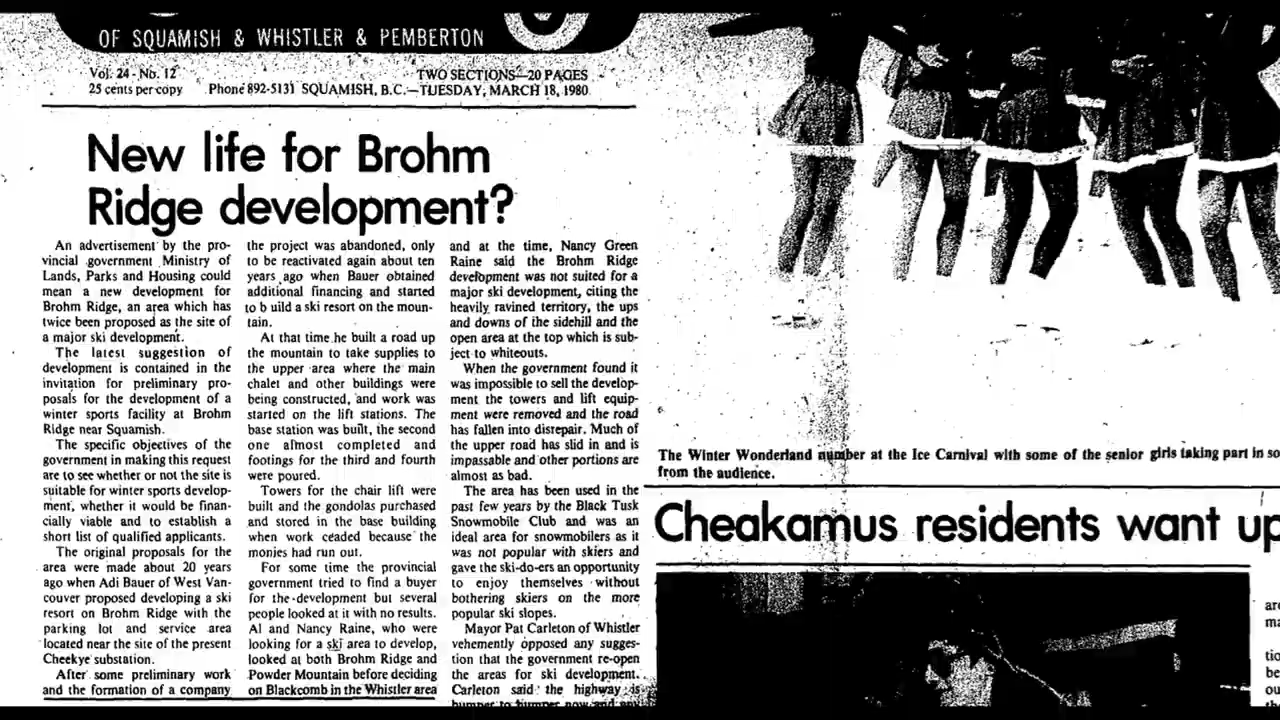 OF SQUAMISH & WHISTLER & PEMBERTON
Vol. 24 - No. 12
TWO SECTIONS—20 PAGES
25 cents per copy
Phone 892-5131 SQUAMISH, B.C.—TUESDAY, MARCH 18, 1980
New life for Brohm
Ridge development?
An advertisement by the pro-
vincial government Ministry of
Lands, Parks and Housing could
mean a new development for
Brohm Ridge, an area which has
twice been proposed as the site of
a major ski development.
The latest suggestion of
development is contained in the
invitation for preliminary pro-
posals for the development of a
winter sports facility at Brohm
Ridge near Squamish.
The specific objectives of the
government in making this request
are to see whether or not the site is
suitable for winter sports develop-
ment, whether it would be finan-
cially viable and to establish a
short list of qualified applicants.
The original proposals for the
area were made about 20 years
ago when Adi Bauer of West Van-
couver proposed developing a ski
resort on Brohm Ridge with the
parking lot and service area
located near the site of the present
Cheekye substation.
After some preliminary work
and the formation of a company
the project was abandoned, only
to be reactivated again about ten
years ago when Bauer obtained
additional financing and started
to b uild a ski resort on the moun-
tain.
At that time he built a road up
the mountain to take supplies to
the upper area where the main
chalet and other buildings were
being constructed, and work was
started on the lift stations. The
base station was built, the second
one almost completed and
footings for the third and fourth
were poured.
Towers for the chair lift were
built and the gondolas purchased
and stored in the base building
when work ceaded because the
monies had run out.
For some time the provincial
government tried to find a buyer
for the development but several
people looked at it with no results.
Al and Nancy Raine, who were
looking for a ski area to develop,
looked at both Brohm Ridge and
Powder Mountain before deciding
on Blackcomb in the Whistler area
and at the time, Nancy Green
Raine said the Brohm Ridge
development was not suited for a
major ski development, citing the
heavily ravined territory, the ups
and downs of the sidehill and the
open area at the top which is sub-
ject to whiteouts.
When the government found it
was impossible to sell the develop-
ment the towers and lift equip-
ment were removed and the road
has fallen into disrepair. Much of
the upper road has slid in and is
impassable and other portions are
almost as bad.
The area has been used in the
past few years by the Black Tusk
Snowmobile Club and was an
ideal area for snowmobilers as it
was not popular with skiers and
gave the ski-do-ers an opportunity
to enjoy themselves without
bothering skiers on the more
popular ski slopes.
Mayor Pat Carleton of Whistler
vehemently opposed any sugges-
tion that the government re-open
the areas for ski development.
Carleton said the highway is
bumper to bumper now and
The Winter Wonderland number at the Ice Carnival with some of the senior girls taking part in so
from the audience.
Cheakamus residents want up